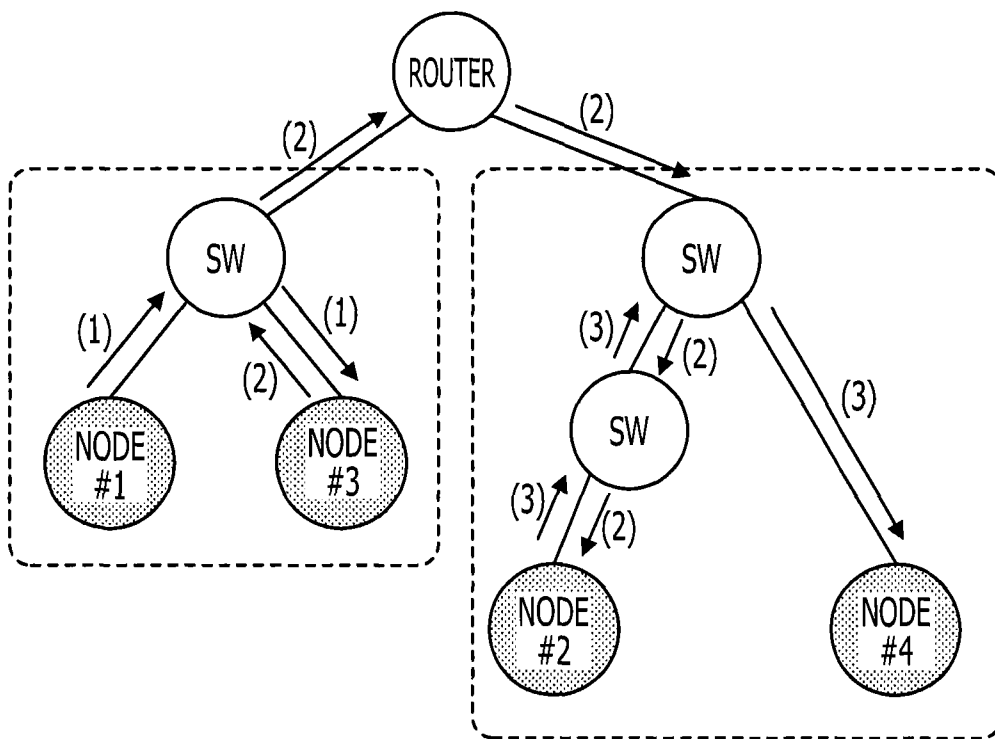 ROUTER
(2)
(2)
SW
SW
(1)
(1)
(2)
(3)
(2)
(3)
SW
NODE
#1
NODE
#3
(3)
(2)
NODE
#2
NODE
#4